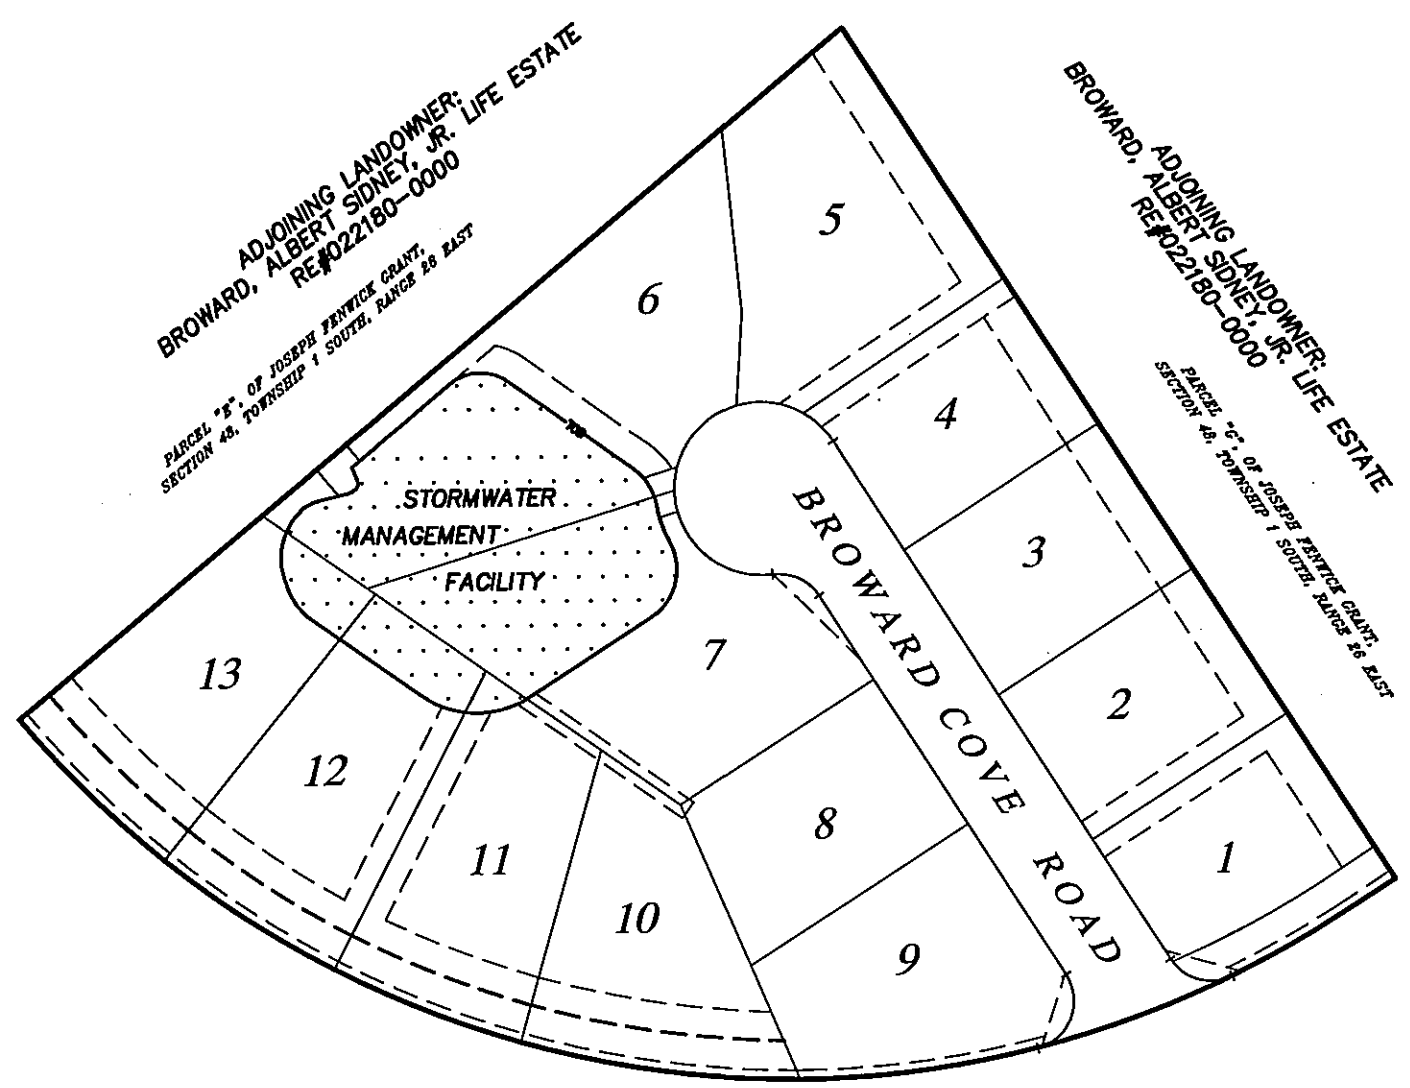 ADJOINING LANDOWNER:
BROWARD, ALBERT SIDNEY, JR. LIFE ESTATE
RE#022180-0000
PARCEL "E", OF JOSEPH FENWICK GRANT,
SECTION 48, TOWNSHIP 1 SOUTH, RANGE 26 EAST
ADJOINING LANDOWNER:
BROWARD, ALBERT SIDNEY, JR. LIFE ESTATE
RE#022180-0000
PARCEL "G", OF JOSEPH FENWICK GRANT,
SECTION 48, TOWNSHIP 1 SOUTH, RANGE 26 EAST
5
6
4
3
STORMWATER
MANAGEMENT
FACILITY
TOB
BROWARD COVE ROAD
7
13
2
12
8
11
1
10
9